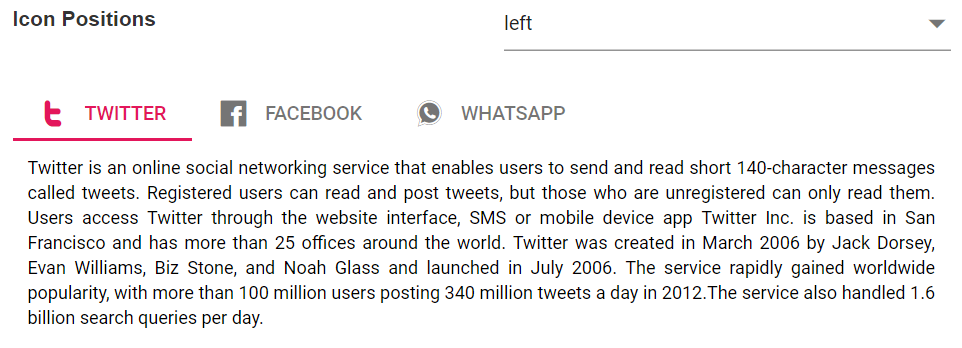 Icon Positions
left
TWITTER FACEBOOK WHATSAPP
Twitter is an online social networking service that enables users to send and read short 140-character messages
called tweets. Registered users can read and post tweets, but those who are unregistered can only read them.
Users access Twitter through the website interface, SMS or mobile device app Twitter Inc. is based in San
Francisco and has more than 25 offices around the world. Twitter was created in March 2006 by Jack Dorsey,
Evan Williams, Biz Stone, and Noah Glass and launched in July 2006. The service rapidly gained worldwide
popularity, with more than 100 million users posting 340 million tweets a day in 2012.The service also handled 1.6
billion search queries per day.